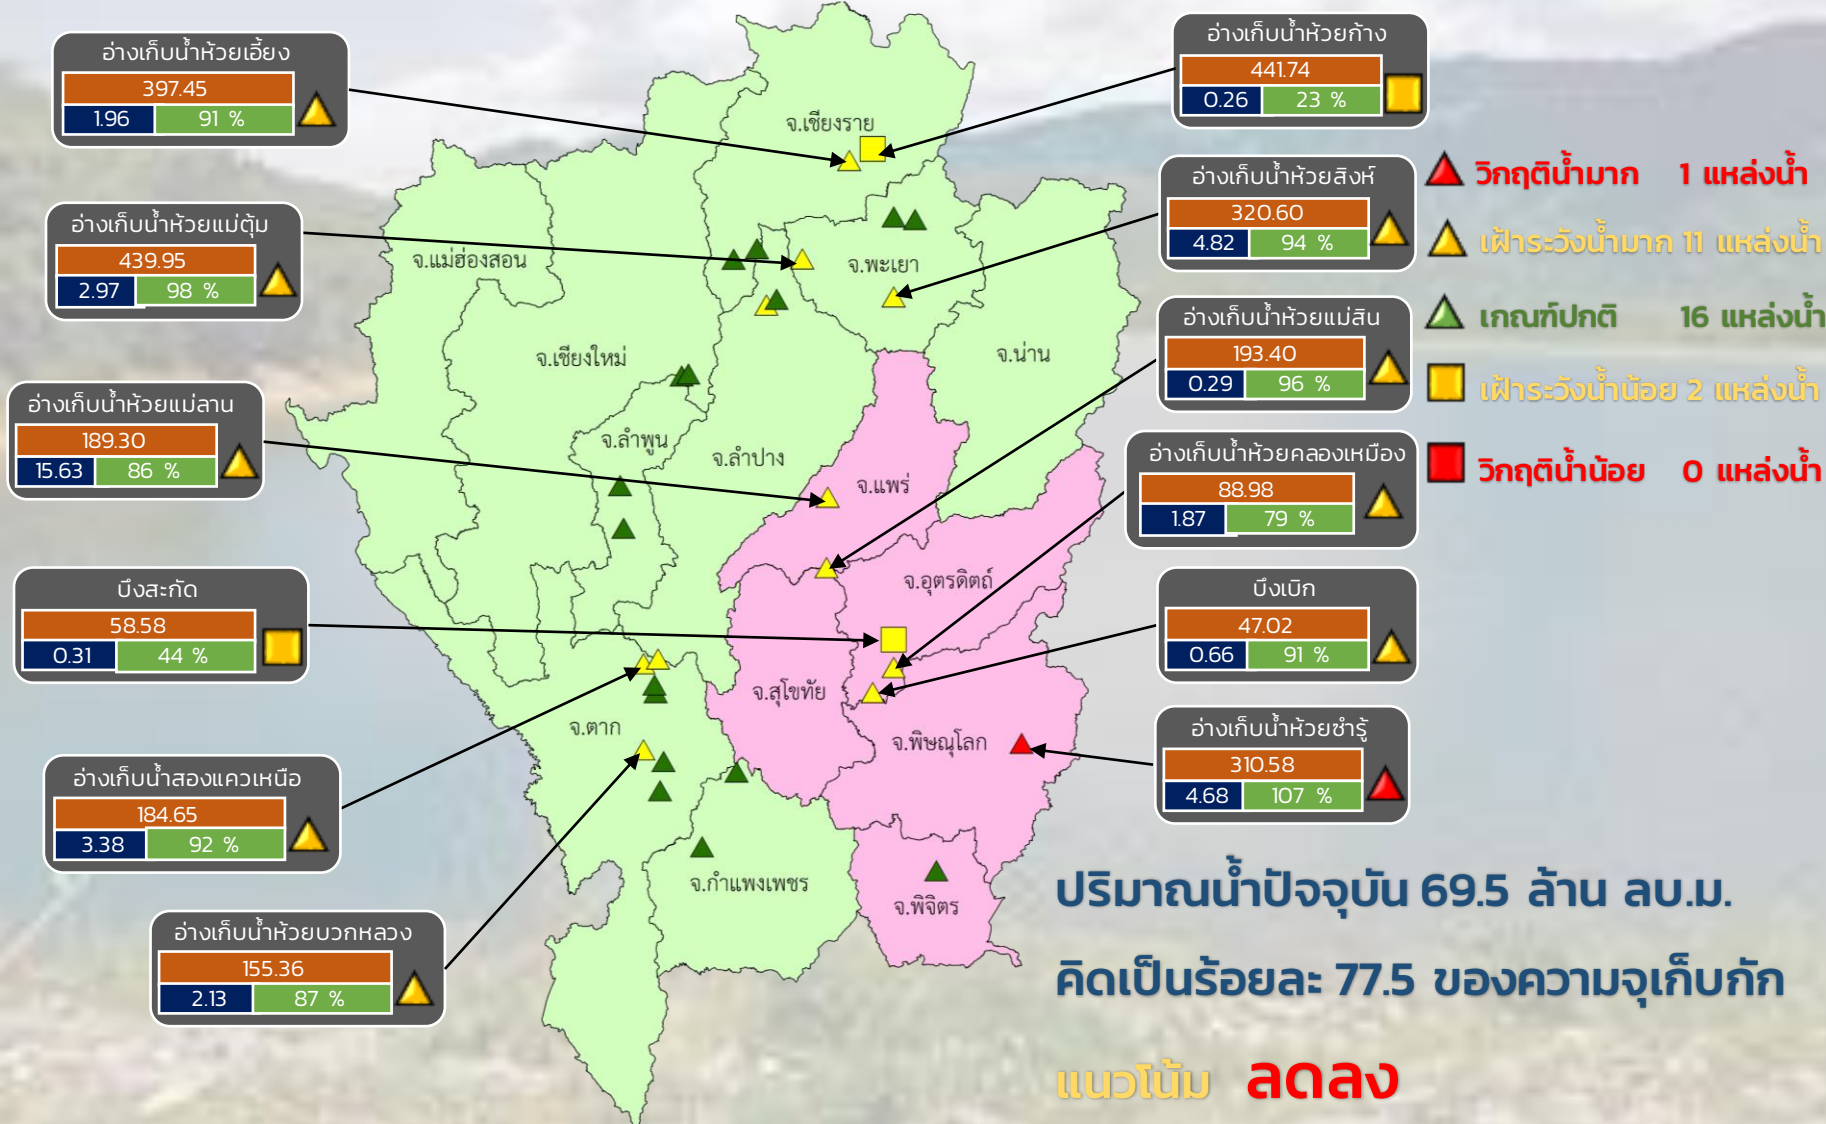 อ่างเก็บน้ำห้วยเอี้ยง
397.45
1.96 91 %
อ่างเก็บน้ำห้วยแม่ตุ้ม
439.95
2.97 98 %
อ่างเก็บน้ำห้วยแม่ลาน
189.30
15.63 86 %
บึงสะกัด
58.58
0.31 44 %
อ่างเก็บน้ำสองแควเหนือ
184.65
3.38 92 %
อ่างเก็บน้ำห้วยบวกหลวง
155.36
2.13 87 %
จ.เชียงราย
จ.แม่ฮ่องสอน
จ.พะเยา
จ.เชียงใหม่
จ.น่าน
จ.ลำพูน
จ.ลำปาง
จ.แพร่
จ.อุตรดิตถ์
จ.สุโขทัย
จ.ตาก
จ.พิษณุโลก
จ.กำแพงเพชร
จ.พิจิตร
อ่างเก็บน้ำห้วยก้าง
441.74
0.26 23 %
อ่างเก็บน้ำห้วยสิงห์
320.60
4.82 94 %
อ่างเก็บน้ำห้วยแม่สิน
193.40
0.29 96 %
อ่างเก็บน้ำห้วยคลองเหมือง
88.98
1.87 79 %
บึงเบิก
47.02
0.66 91 %
อ่างเก็บน้ำห้วยซำรู้
310.58
4.68 107 %
วิกฤติน้ำมาก 1 แหล่งน้ำ
เฝ้าระวังน้ำมาก 11 แหล่งน้ำ
เกณฑ์ปกติ 16 แหล่งน้ำ
เฝ้าระวังน้ำน้อย 2 แหล่งน้ำ
วิกฤติน้ำน้อย 0 แหล่งน้ำ
ปริมาณน้ำปัจจุบัน 69.5 ล้าน ลบ.ม.
คิดเป็นร้อยละ 77.5 ของความจุเก็บกัก
แนวโน้ม ลดลง